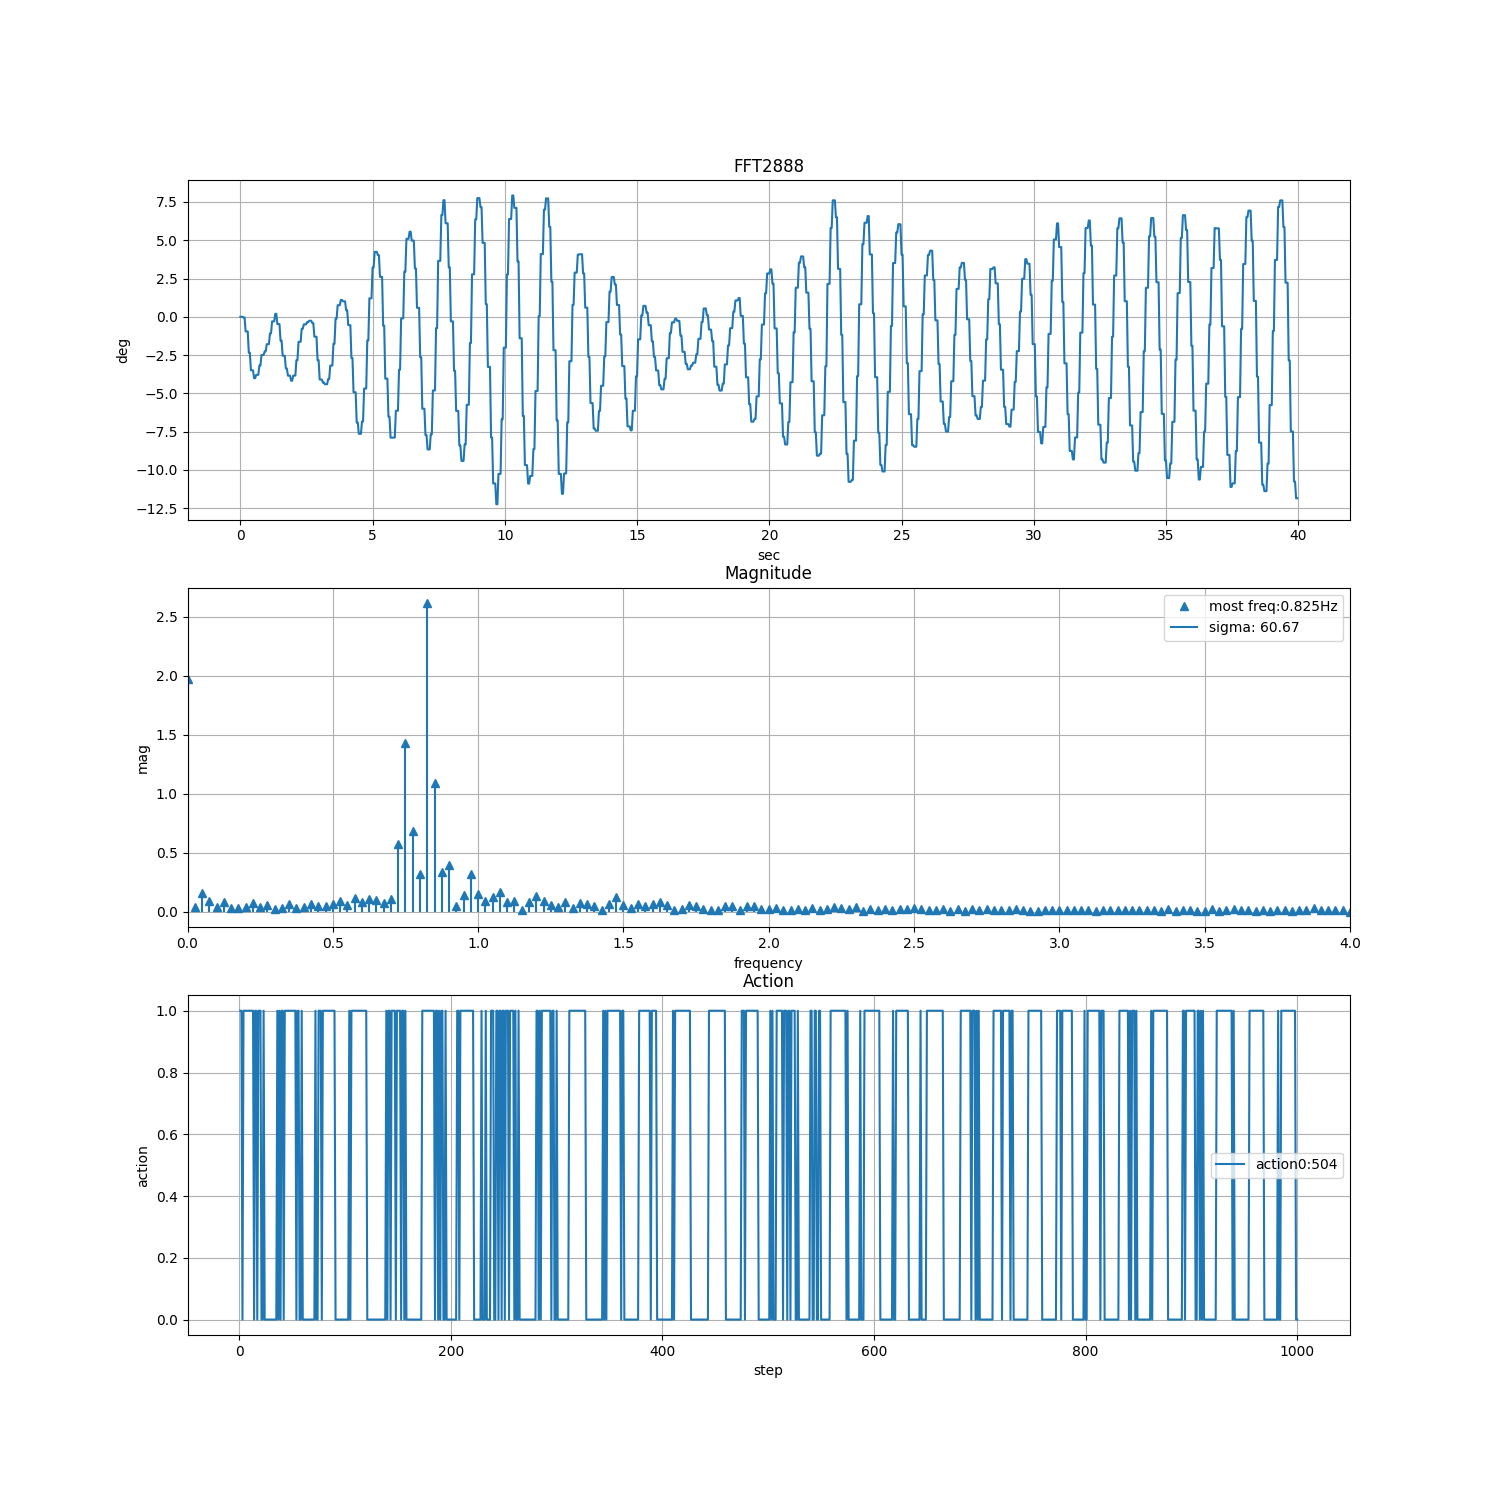 FFT2888
7.5
5.0
2.5
0.0
−2.5
−5.0
−7.5
−10.0
−12.5
deg
0 5 10 15 20 25 30 35 40
sec
Magnitude
most freq:0.825Hz
sigma: 60.67
2.5
2.0
1.5
1.0
0.5
0.0
mag
0.0 0.5 1.0 1.5 2.0 2.5 3.0 3.5 4.0
frequency
Action
1.0
0.8
0.6
0.4
0.2
0.0
action
action0:504
0 200 400 600 800 1000
step